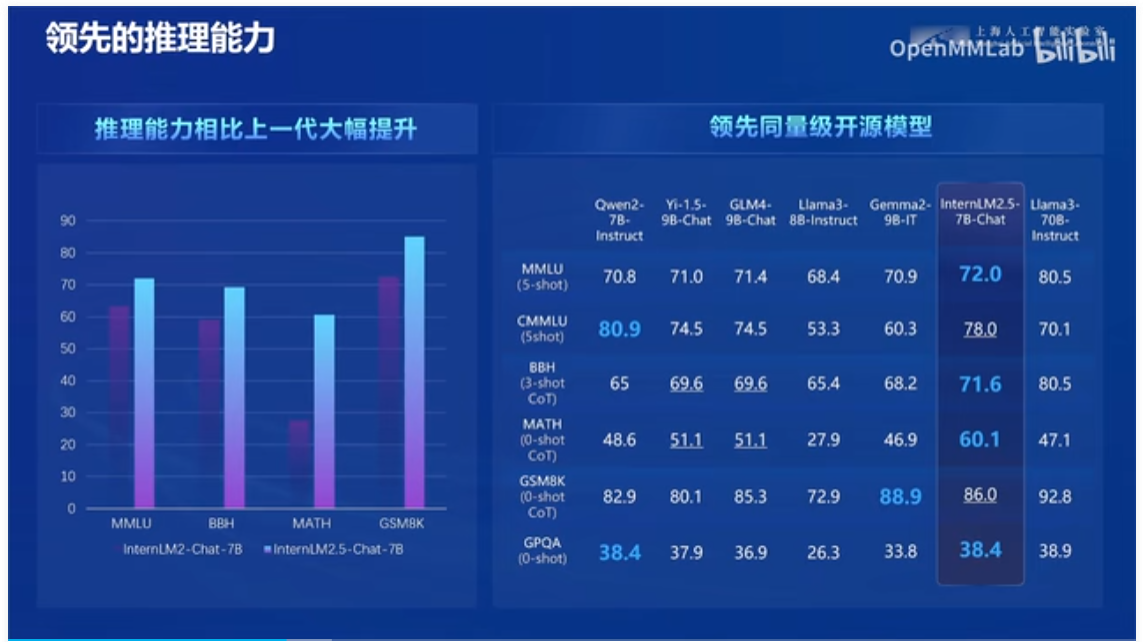 领先的推理能力
上海人工智能实验室
OpenMMLab bilibili
推理能力相比上一代大幅提升
90
80
70
60
50
40
30
20
10
0
MMLU BBH MATH GSM8K
InternLM2-Chat-7B InternLM2.5-Chat-7B
领先同量级开源模型
Qwen2-7B-Instruct Yi-1.5-9B-Chat GLM4-9B-Chat Llama3-8B-Instruct Gemma2-9B-IT InternLM2.5-7B-Chat Llama3-70B-Instruct
MMLU (5-shot) 70.8 71.0 71.4 68.4 70.9 72.0 80.5
CMMLU (5shot) 80.9 74.5 74.5 53.3 60.3 78.0 70.1
BBH (3-shot CoT) 65 69.6 69.6 65.4 68.2 71.6 80.5
MATH (0-shot CoT) 48.6 51.1 51.1 27.9 46.9 60.1 47.1
GSM8K (0-shot CoT) 82.9 80.1 85.3 72.9 88.9 86.0 92.8
GPQA (0-shot) 38.4 37.9 36.9 26.3 33.8 38.4 38.9